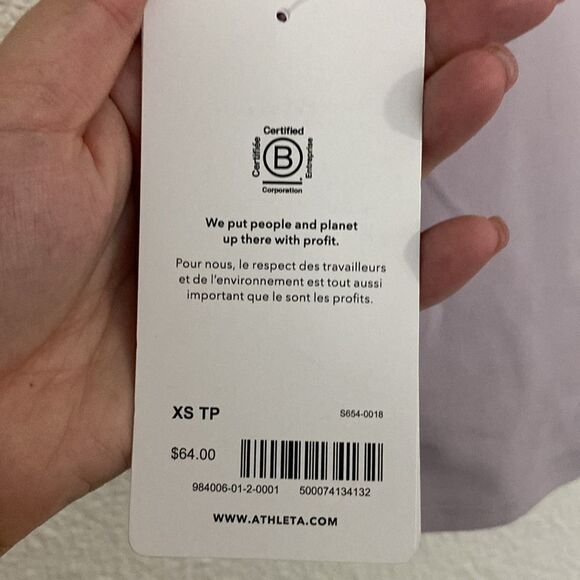 Certified
Certifiée
B
Entreprise
Corporation
We put people and planet
up there with profit.
Pour nous, le respect des travailleurs
et de l'environnement est tout aussi
important que le sont les profits.
XS TP
S654-0018
$64.00
984006-01-2-0001 500074134132
WWW.ATHLETA.COM